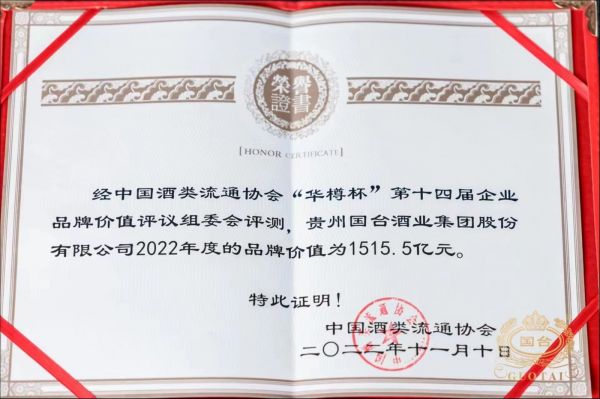 榮譽
證書
[HONOR CERTIFICATE]
经中国酒类流通协会“华樽杯”第十四届企业
品牌价值评议组委会评测，贵州国台酒业集团股份
有限公司2022年度的品牌价值为1515.5亿元。
特此证明！
中国酒类流通协会
二〇二二年十一月十日
国台
GUOTAI